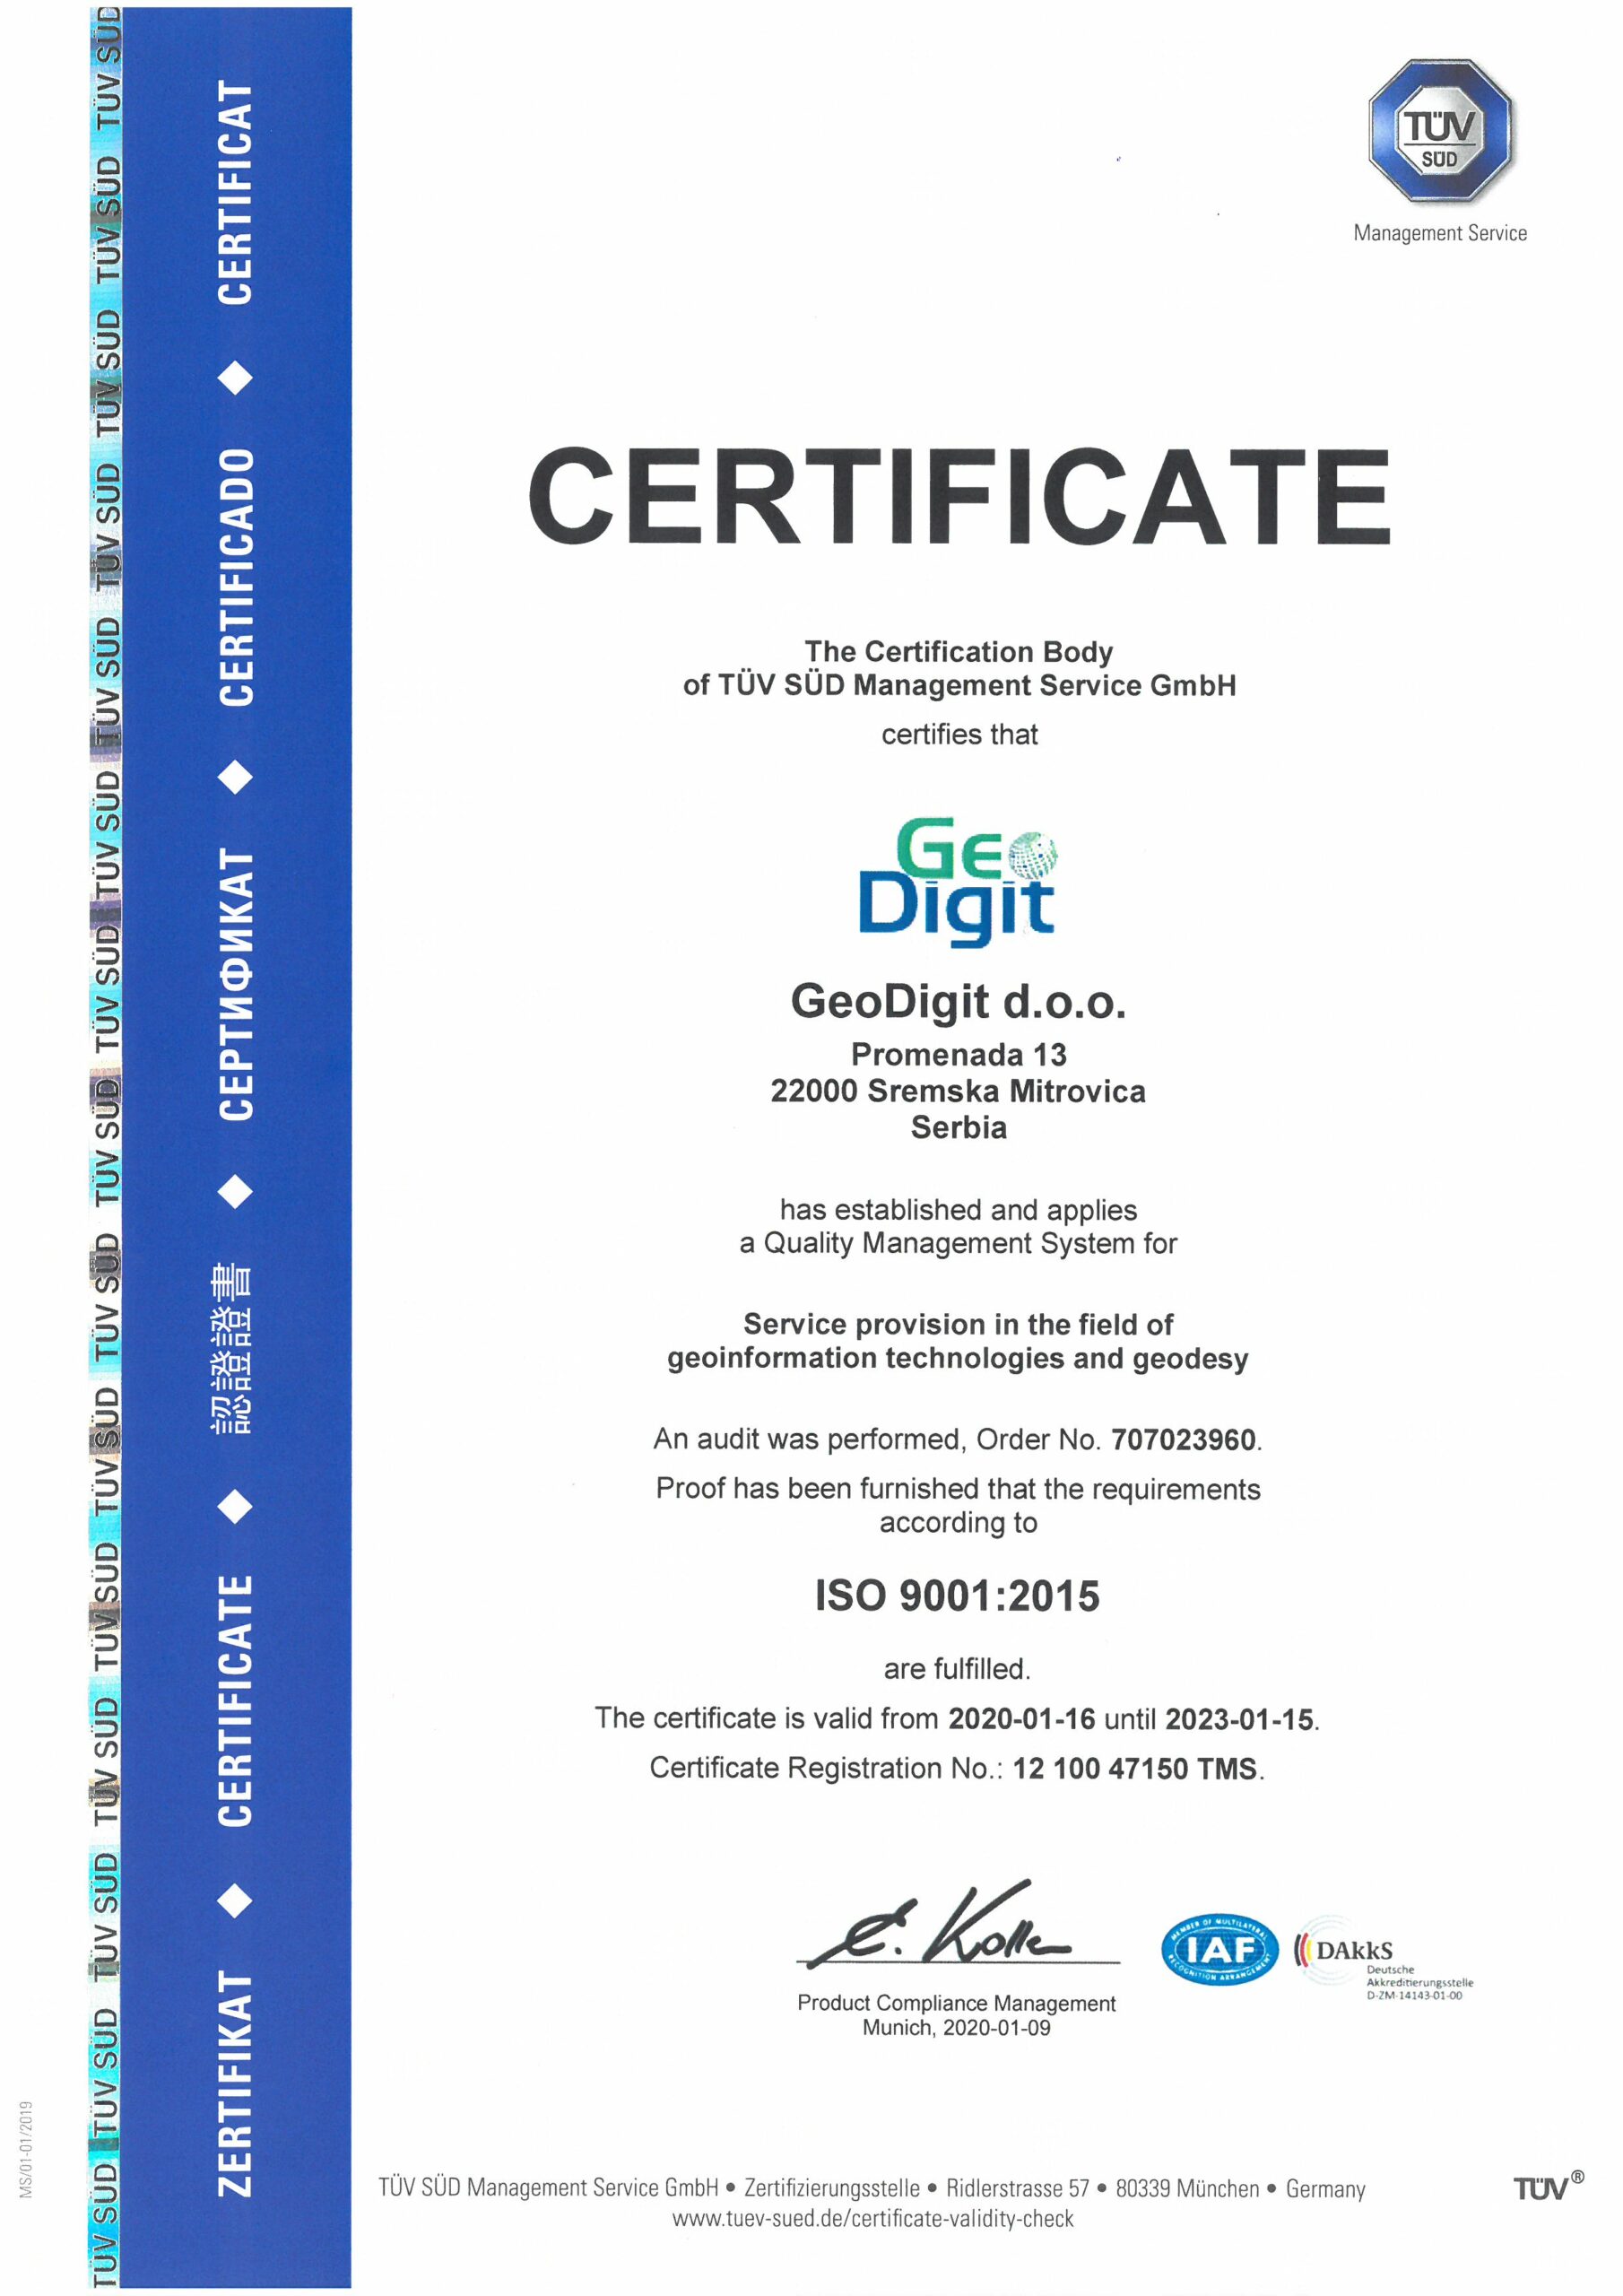 TÜV
SÜD
Management Service
CERTIFICATE
The Certification Body
of TÜV SÜD Management Service GmbH
certifies that
Geo
Digit
GeoDigit d.o.o.
Promenada 13
22000 Sremska Mitrovica
Serbia
has established and applies
a Quality Management System for
Service provision in the field of
geoinformation technologies and geodesy
An audit was performed, Order No. 707023960.
Proof has been furnished that the requirements
according to
ISO 9001:2015
are fulfilled.
The certificate is valid from 2020-01-16 until 2023-01-15.
Certificate Registration No.: 12 100 47150 TMS.
Product Compliance Management
Munich, 2020-01-09
MEMBER OF MULTILATERAL
IAF
RECOGNITION ARRANGEMENT
DAkkS
Deutsche
Akkreditierungsstelle
D-ZM-14143-01-00
TÜV SÜD Management Service GmbH • Zertifizierungsstelle • Ridlerstrasse 57 • 80339 München • Germany
www.tuev-sued.de/certificate-validity-check
TÜV®
ZERTIFIKAT ◆ CERTIFICATE ◆ 認證證書 ◆ СЕРТИФИКАТ ◆ CERTIFICADO ◆ CERTIFICAT
TÜV SÜD TÜV SÜD TÜV SÜD TÜV SÜD TÜV SÜD TÜV SÜD TÜV SÜD TÜV SÜD TÜV SÜD TÜV SÜD TÜV SÜD TÜV SÜD TÜV SÜD TÜV SÜD TÜV SÜD
MS/01-01/2019